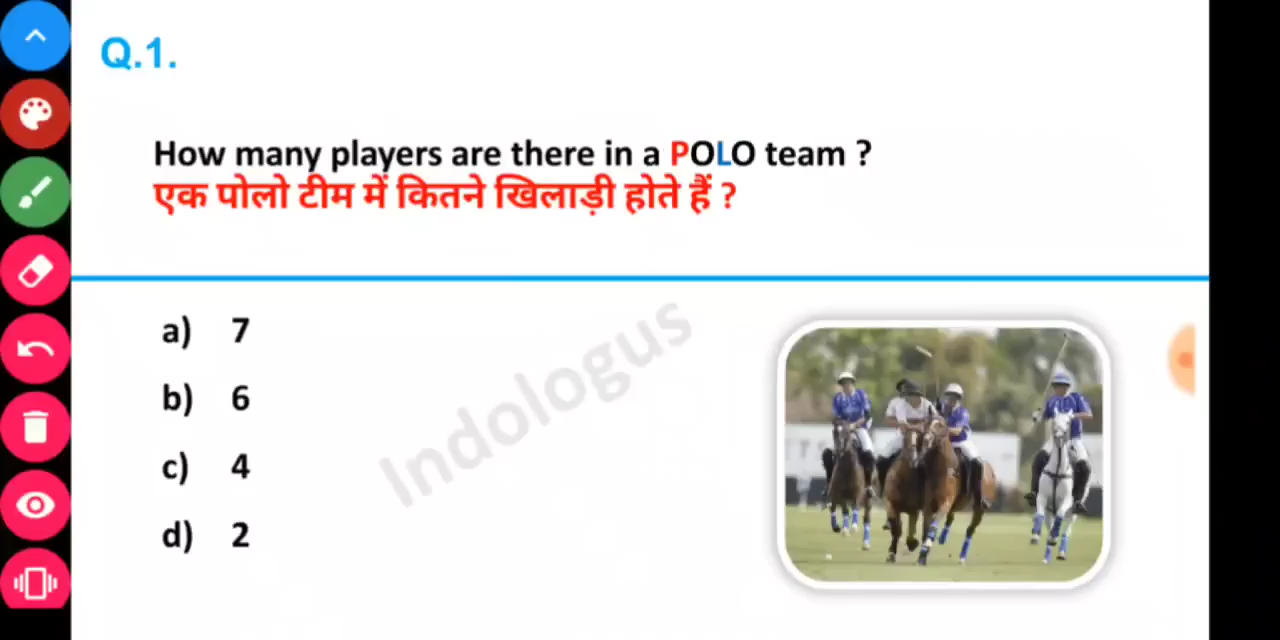 Q.1.
How many players are there in a POLO team ?
एक पोलो टीम में कितने खिलाड़ी होते हैं ?
a) 7
b) 6
c) 4
d) 2
Indologus